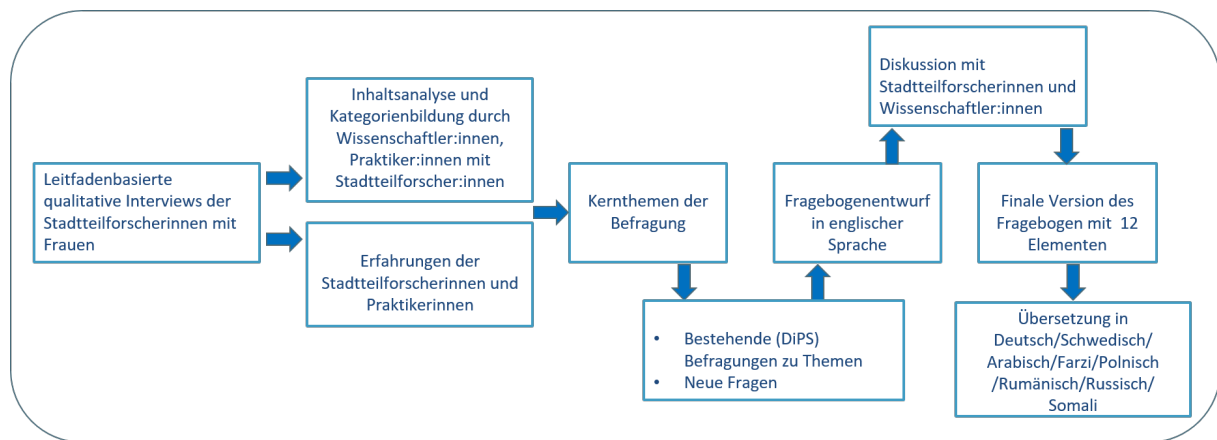 Leitfadenbasierte
qualitative Interviews der
Stadtteilforscherinnen mit
Frauen
Inhaltsanalyse und
Kategorienbildung durch
Wissenschaftler:innen,
Praktiker:innen mit
Stadtteilforscher:innen
Erfahrungen der
Stadtteilforscherinnen und
Praktikerinnen
Kernthemen der
Befragung
• Bestehende (DiPS)
Befragungen zu Themen
• Neue Fragen
Fragebogenentwurf
in englischer
Sprache
Diskussion mit
Stadtteilforscherinnen und
Wissenschaftler:innen
Finale Version des
Fragebogen mit 12
Elementen
Übersetzung in
Deutsch/Schwedisch/
Arabisch/Farzi/Polnisch
/Rumänisch/Russisch/
Somali